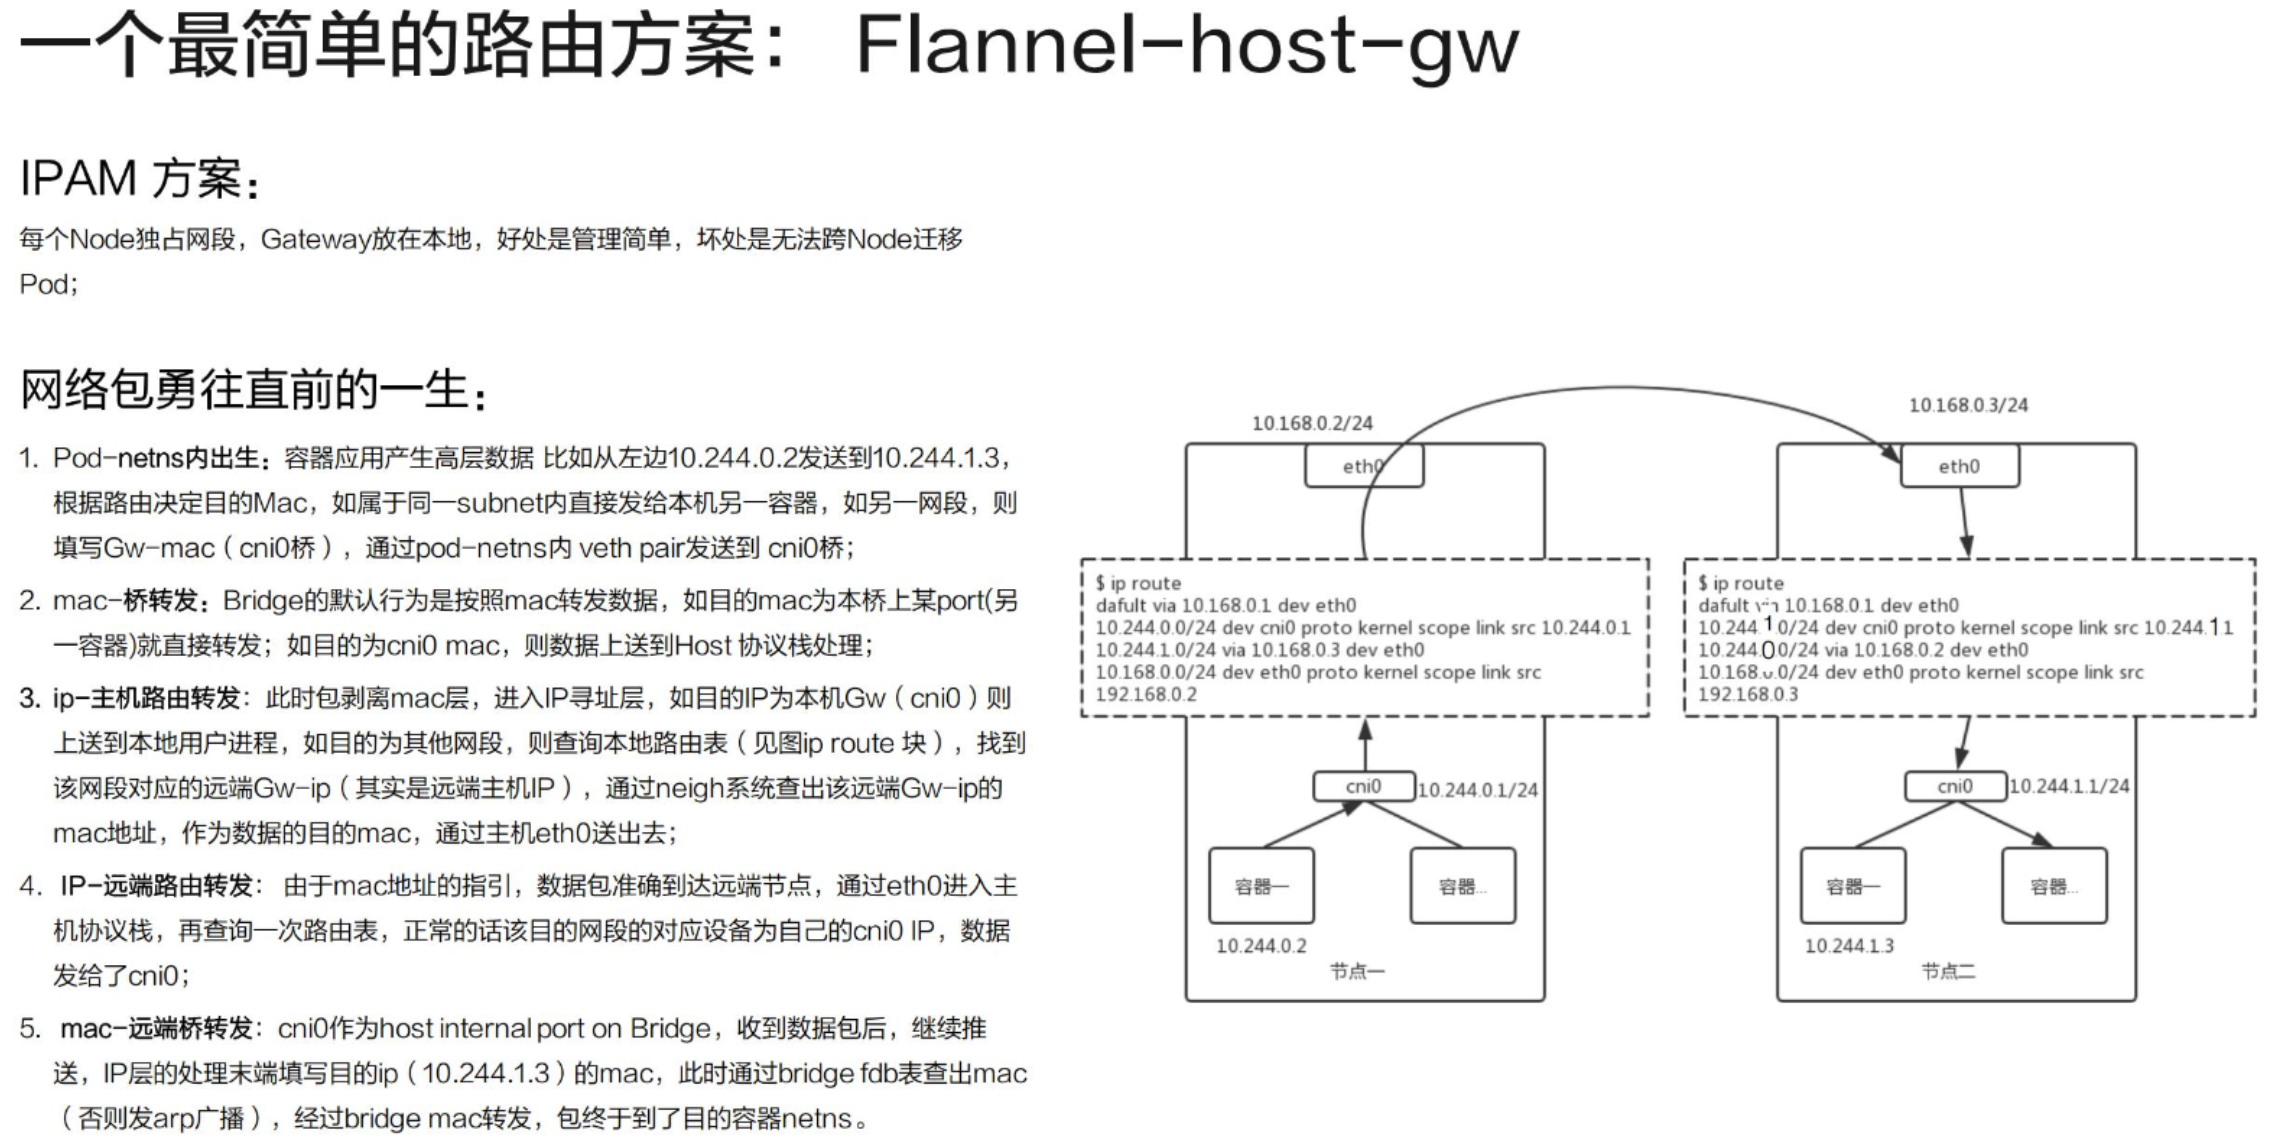 一个最简单的路由方案： Flannel-host-gw
IPAM 方案：
每个Node独占网段，Gateway放在本地，好处是管理简单，坏处是无法跨Node迁移
Pod；
网络包勇往直前的一生：
1. Pod-netns内出生：容器应用产生高层数据 比如从左边10.244.0.2发送到10.244.1.3，
根据路由决定目的Mac，如属于同一subnet内直接发给本机另一容器，如另一网段，则
填写Gw-mac（cni0桥），通过pod-netns内 veth pair发送到 cni0桥；
2. mac-桥转发：Bridge的默认行为是按照mac转发数据，如目的mac为本桥上某port(另
一容器)就直接转发；如目的为cni0 mac，则数据上送到Host 协议栈处理；
3. ip-主机路由转发：此时包剥离mac层，进入IP寻址层，如目的IP为本机Gw（cni0）则
上送到本地用户进程，如目的为其他网段，则查询本地路由表（见图ip route 块），找到
该网段对应的远端Gw-ip（其实是远端主机IP），通过neigh系统查出该远端Gw-ip的
mac地址，作为数据的目的mac，通过主机eth0送出去；
4. IP-远端路由转发： 由于mac地址的指引，数据包准确到达远端节点，通过eth0进入主
机协议栈，再查询一次路由表，正常的话该目的网段的对应设备为自己的cni0 IP，数据
发给了cni0；
5. mac-远端桥转发：cni0作为host internal port on Bridge，收到数据包后，继续推
送，IP层的处理末端填写目的ip（10.244.1.3）的mac，此时通过bridge fdb表查出mac
（否则发arp广播），经过bridge mac转发，包终于到了目的容器netns。
10.168.0.2/24
eth0
$ ip route
dafult via 10.168.0.1 dev eth0
10.244.0.0/24 dev cni0 proto kernel scope link src 10.244.0.1
10.244.1.0/24 via 10.168.0.3 dev eth0
10.168.0.0/24 dev eth0 proto kernel scope link src
192.168.0.2
cni0
10.244.0.1/24
容器一
容器...
10.244.0.2
节点一
10.168.0.3/24
eth0
$ ip route
dafult via 10.168.0.1 dev eth0
10.244.1.0/24 dev cni0 proto kernel scope link src 10.244.1.1
10.244.0.0/24 via 10.168.0.2 dev eth0
10.168.0.0/24 dev eth0 proto kernel scope link src
192.168.0.3
cni0
10.244.1.1/24
容器一
容器...
10.244.1.3
节点二